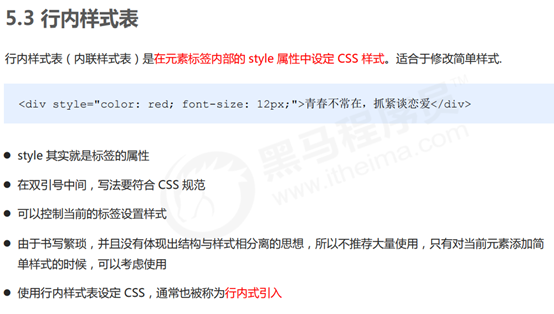 5.3 行内样式表
行内样式表（内联样式表）是在元素标签内部的 style 属性中设定 CSS 样式。适合于修改简单样式.
<div style="color: red; font-size: 12px;">青春不常在，抓紧谈恋爱</div>
● style 其实就是标签的属性
● 在双引号中间，写法要符合 CSS 规范
● 可以控制当前的标签设置样式
● 由于书写繁琐，并且没有体现出结构与样式相分离的思想，所以不推荐大量使用，只有对当前元素添加简
单样式的时候，可以考虑使用
● 使用行内样式表设定 CSS，通常也被称为行内式引入
黑马程序员™
www.itheima.com